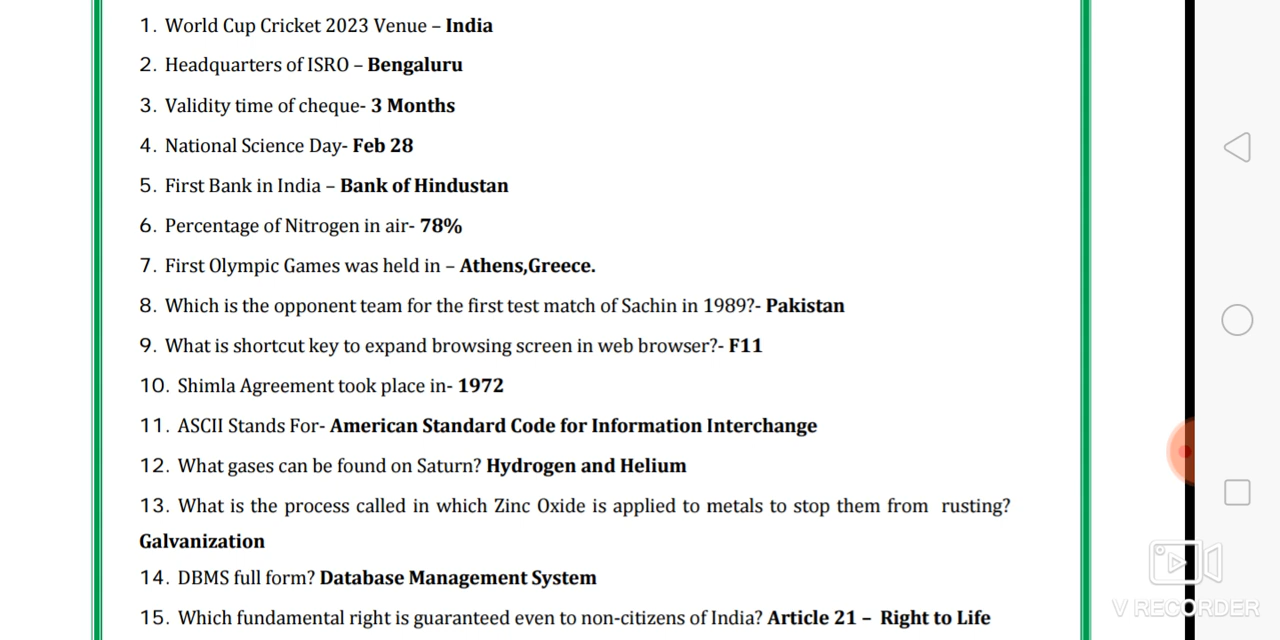 1. World Cup Cricket 2023 Venue – India
2. Headquarters of ISRO – Bengaluru
3. Validity time of cheque- 3 Months
4. National Science Day- Feb 28
5. First Bank in India – Bank of Hindustan
6. Percentage of Nitrogen in air- 78%
7. First Olympic Games was held in – Athens,Greece.
8. Which is the opponent team for the first test match of Sachin in 1989?- Pakistan
9. What is shortcut key to expand browsing screen in web browser?- F11
10. Shimla Agreement took place in- 1972
11. ASCII Stands For- American Standard Code for Information Interchange
12. What gases can be found on Saturn? Hydrogen and Helium
13. What is the process called in which Zinc Oxide is applied to metals to stop them from rusting?
Galvanization
14. DBMS full form? Database Management System
15. Which fundamental right is guaranteed even to non-citizens of India? Article 21 – Right to Life
V RECORDER